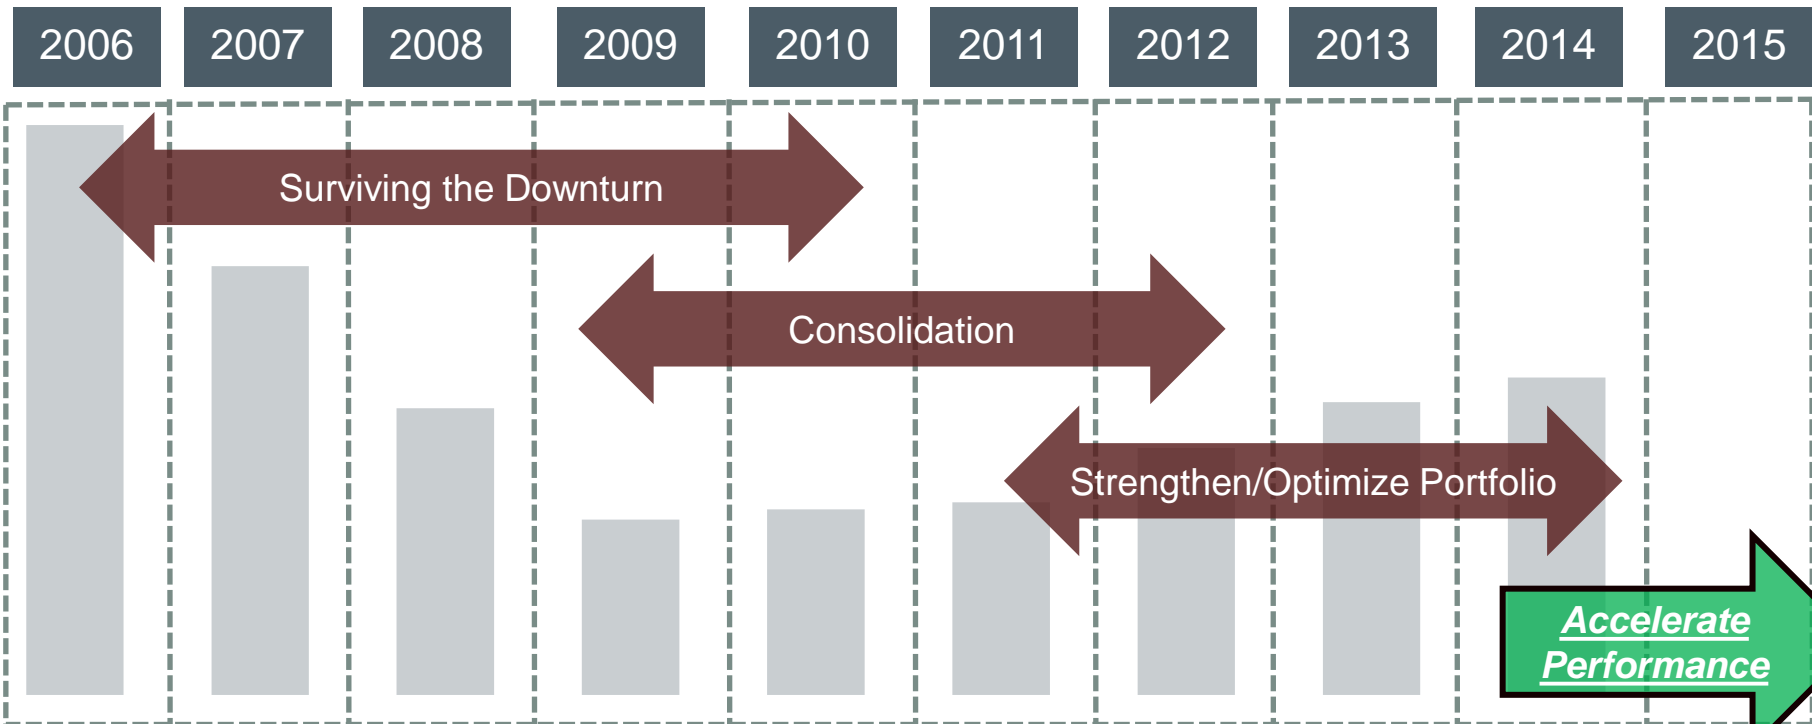 2006 2007 2008 2009 2010 2011 2012 2013 2014 2015
Surviving the Downturn
Consolidation
Strengthen/Optimize Portfolio
Accelerate
Performance